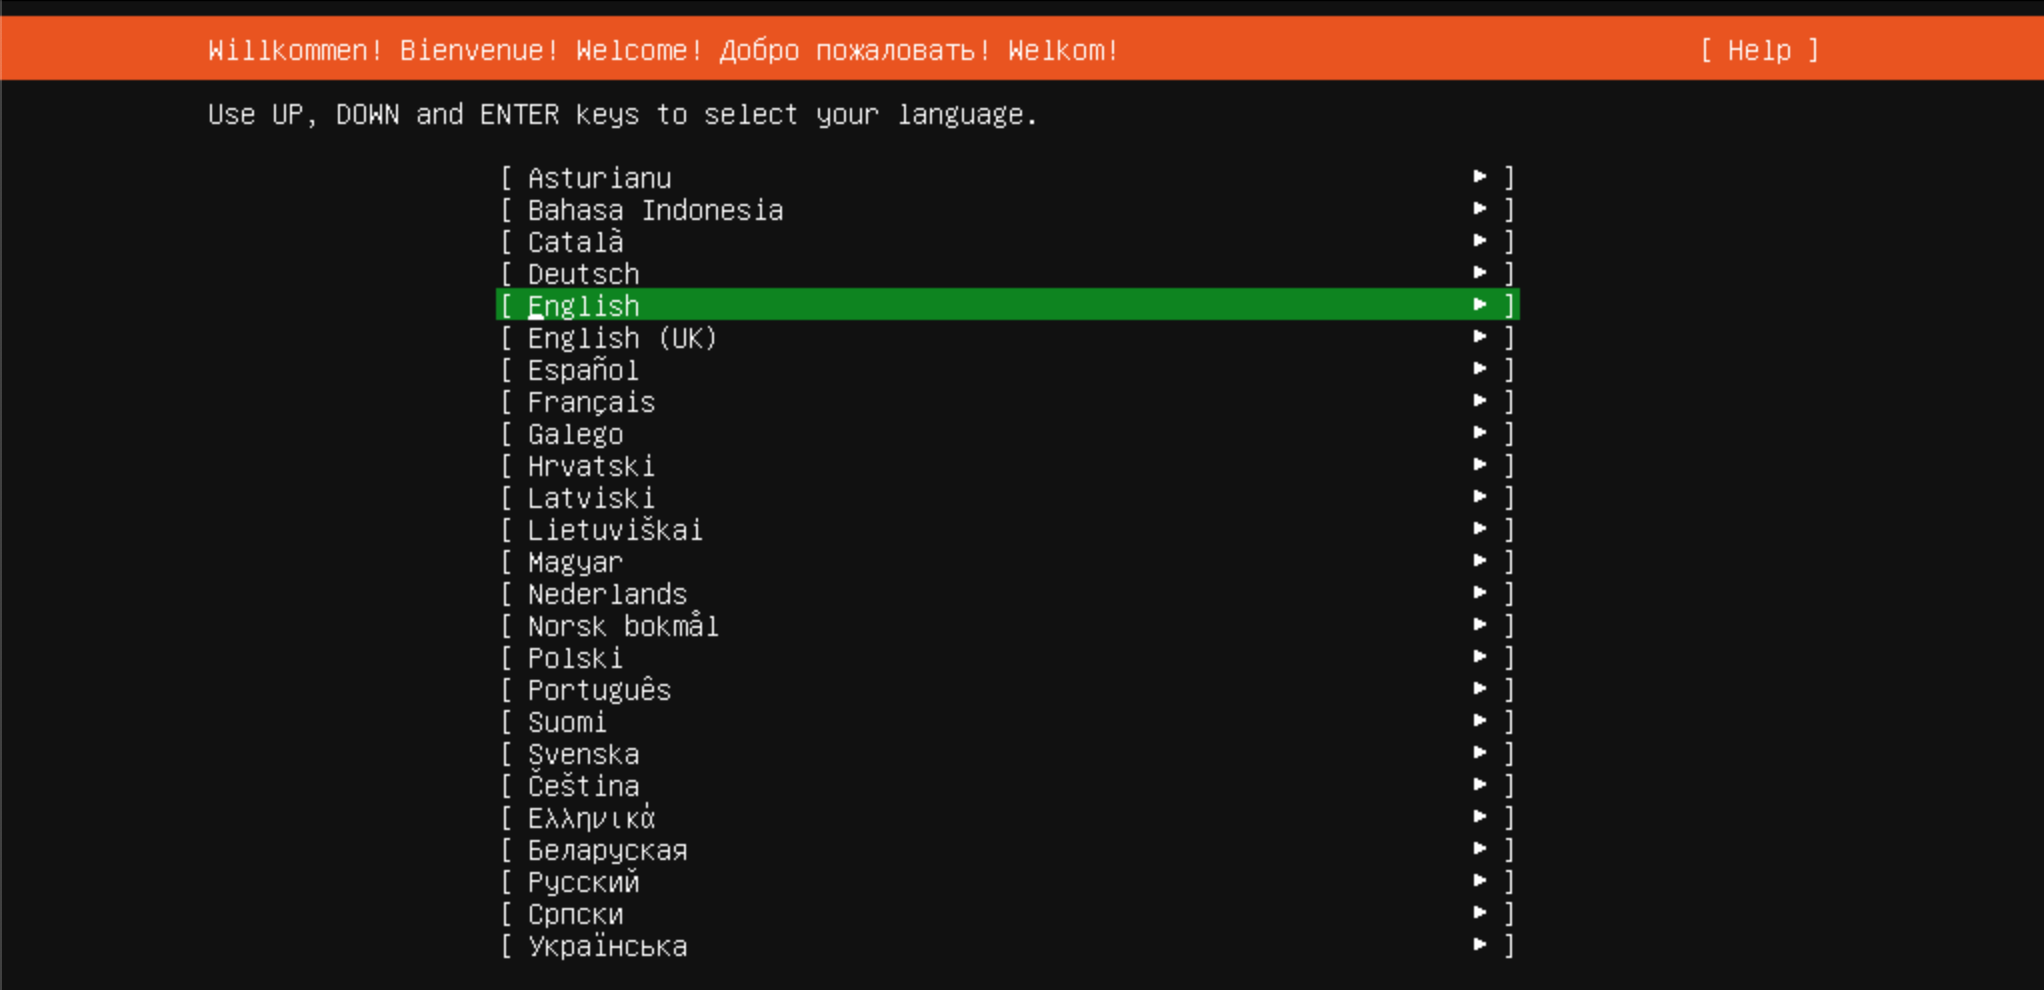 Willkommen! Bienvenue! Welcome! Добро пожаловать! Welkom! [ Help ]
Use UP, DOWN and ENTER keys to select your language.
[ Asturianu ► ]
[ Bahasa Indonesia ► ]
[ Català ► ]
[ Deutsch ► ]
[ English ► ]
[ English (UK) ► ]
[ Español ► ]
[ Français ► ]
[ Galego ► ]
[ Hrvatski ► ]
[ Latviski ► ]
[ Lietuviškai ► ]
[ Magyar ► ]
[ Nederlands ► ]
[ Norsk bokmål ► ]
[ Polski ► ]
[ Português ► ]
[ Suomi ► ]
[ Svenska ► ]
[ Čeština ► ]
[ Ελληνικά ► ]
[ Беларуская ► ]
[ Русский ► ]
[ Српски ► ]
[ Українська ► ]